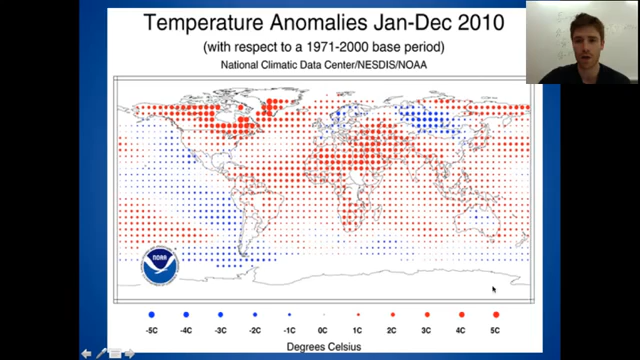 Temperature Anomalies Jan-Dec 2010
(with respect to a 1971-2000 base period)
National Climatic Data Center/NESDIS/NOAA
NOAA
-5C -4C -3C -2C -1C 0C 1C 2C 3C 4C 5C
Degrees Celsius